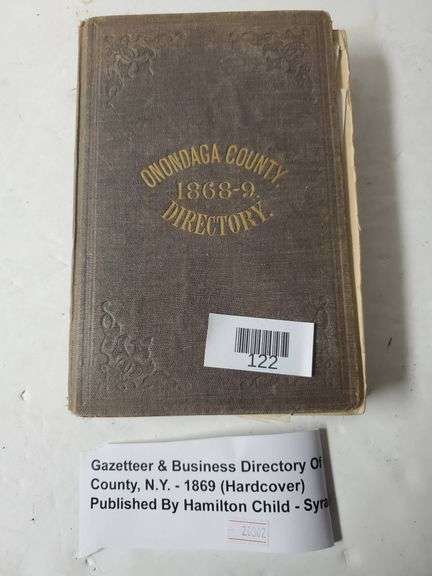 ONONDAGA COUNTY.
1868-9.
DIRECTORY.
122
Gazetteer & Business Directory Of
County, N.Y. - 1869 (Hardcover)
Published By Hamilton Child - Syra